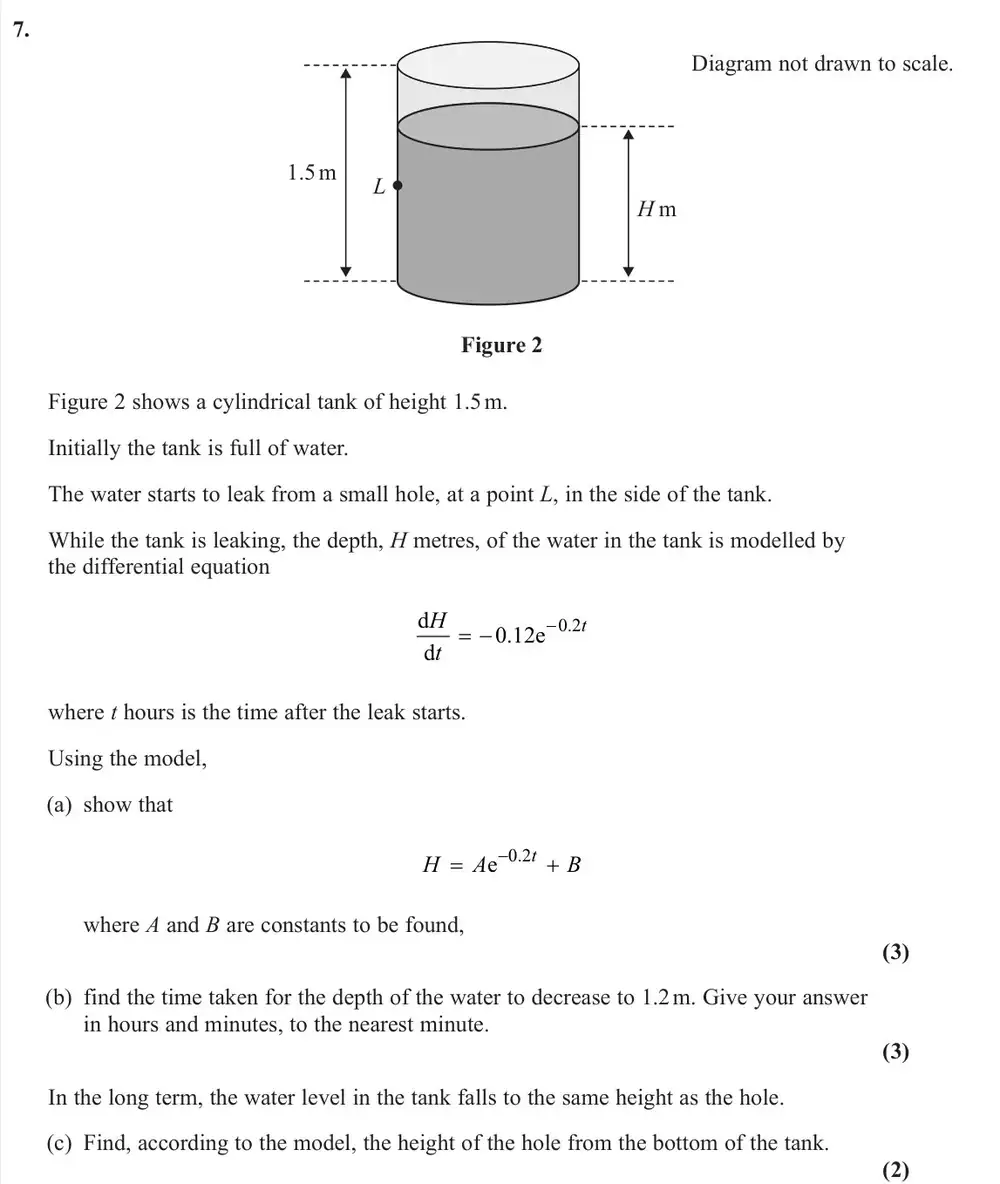 7.
Diagram not drawn to scale.
1.5 m
L
H m
Figure 2
Figure 2 shows a cylindrical tank of height 1.5 m.
Initially the tank is full of water.
The water starts to leak from a small hole, at a point L, in the side of the tank.
While the tank is leaking, the depth, H metres, of the water in the tank is modelled by
the differential equation
dH/dt = −0.12e^−0.2t
where t hours is the time after the leak starts.
Using the model,
(a) show that
H = Ae^−0.2t + B
where A and B are constants to be found,
(3)
(b) find the time taken for the depth of the water to decrease to 1.2 m. Give your answer
in hours and minutes, to the nearest minute.
(3)
In the long term, the water level in the tank falls to the same height as the hole.
(c) Find, according to the model, the height of the hole from the bottom of the tank.
(2)